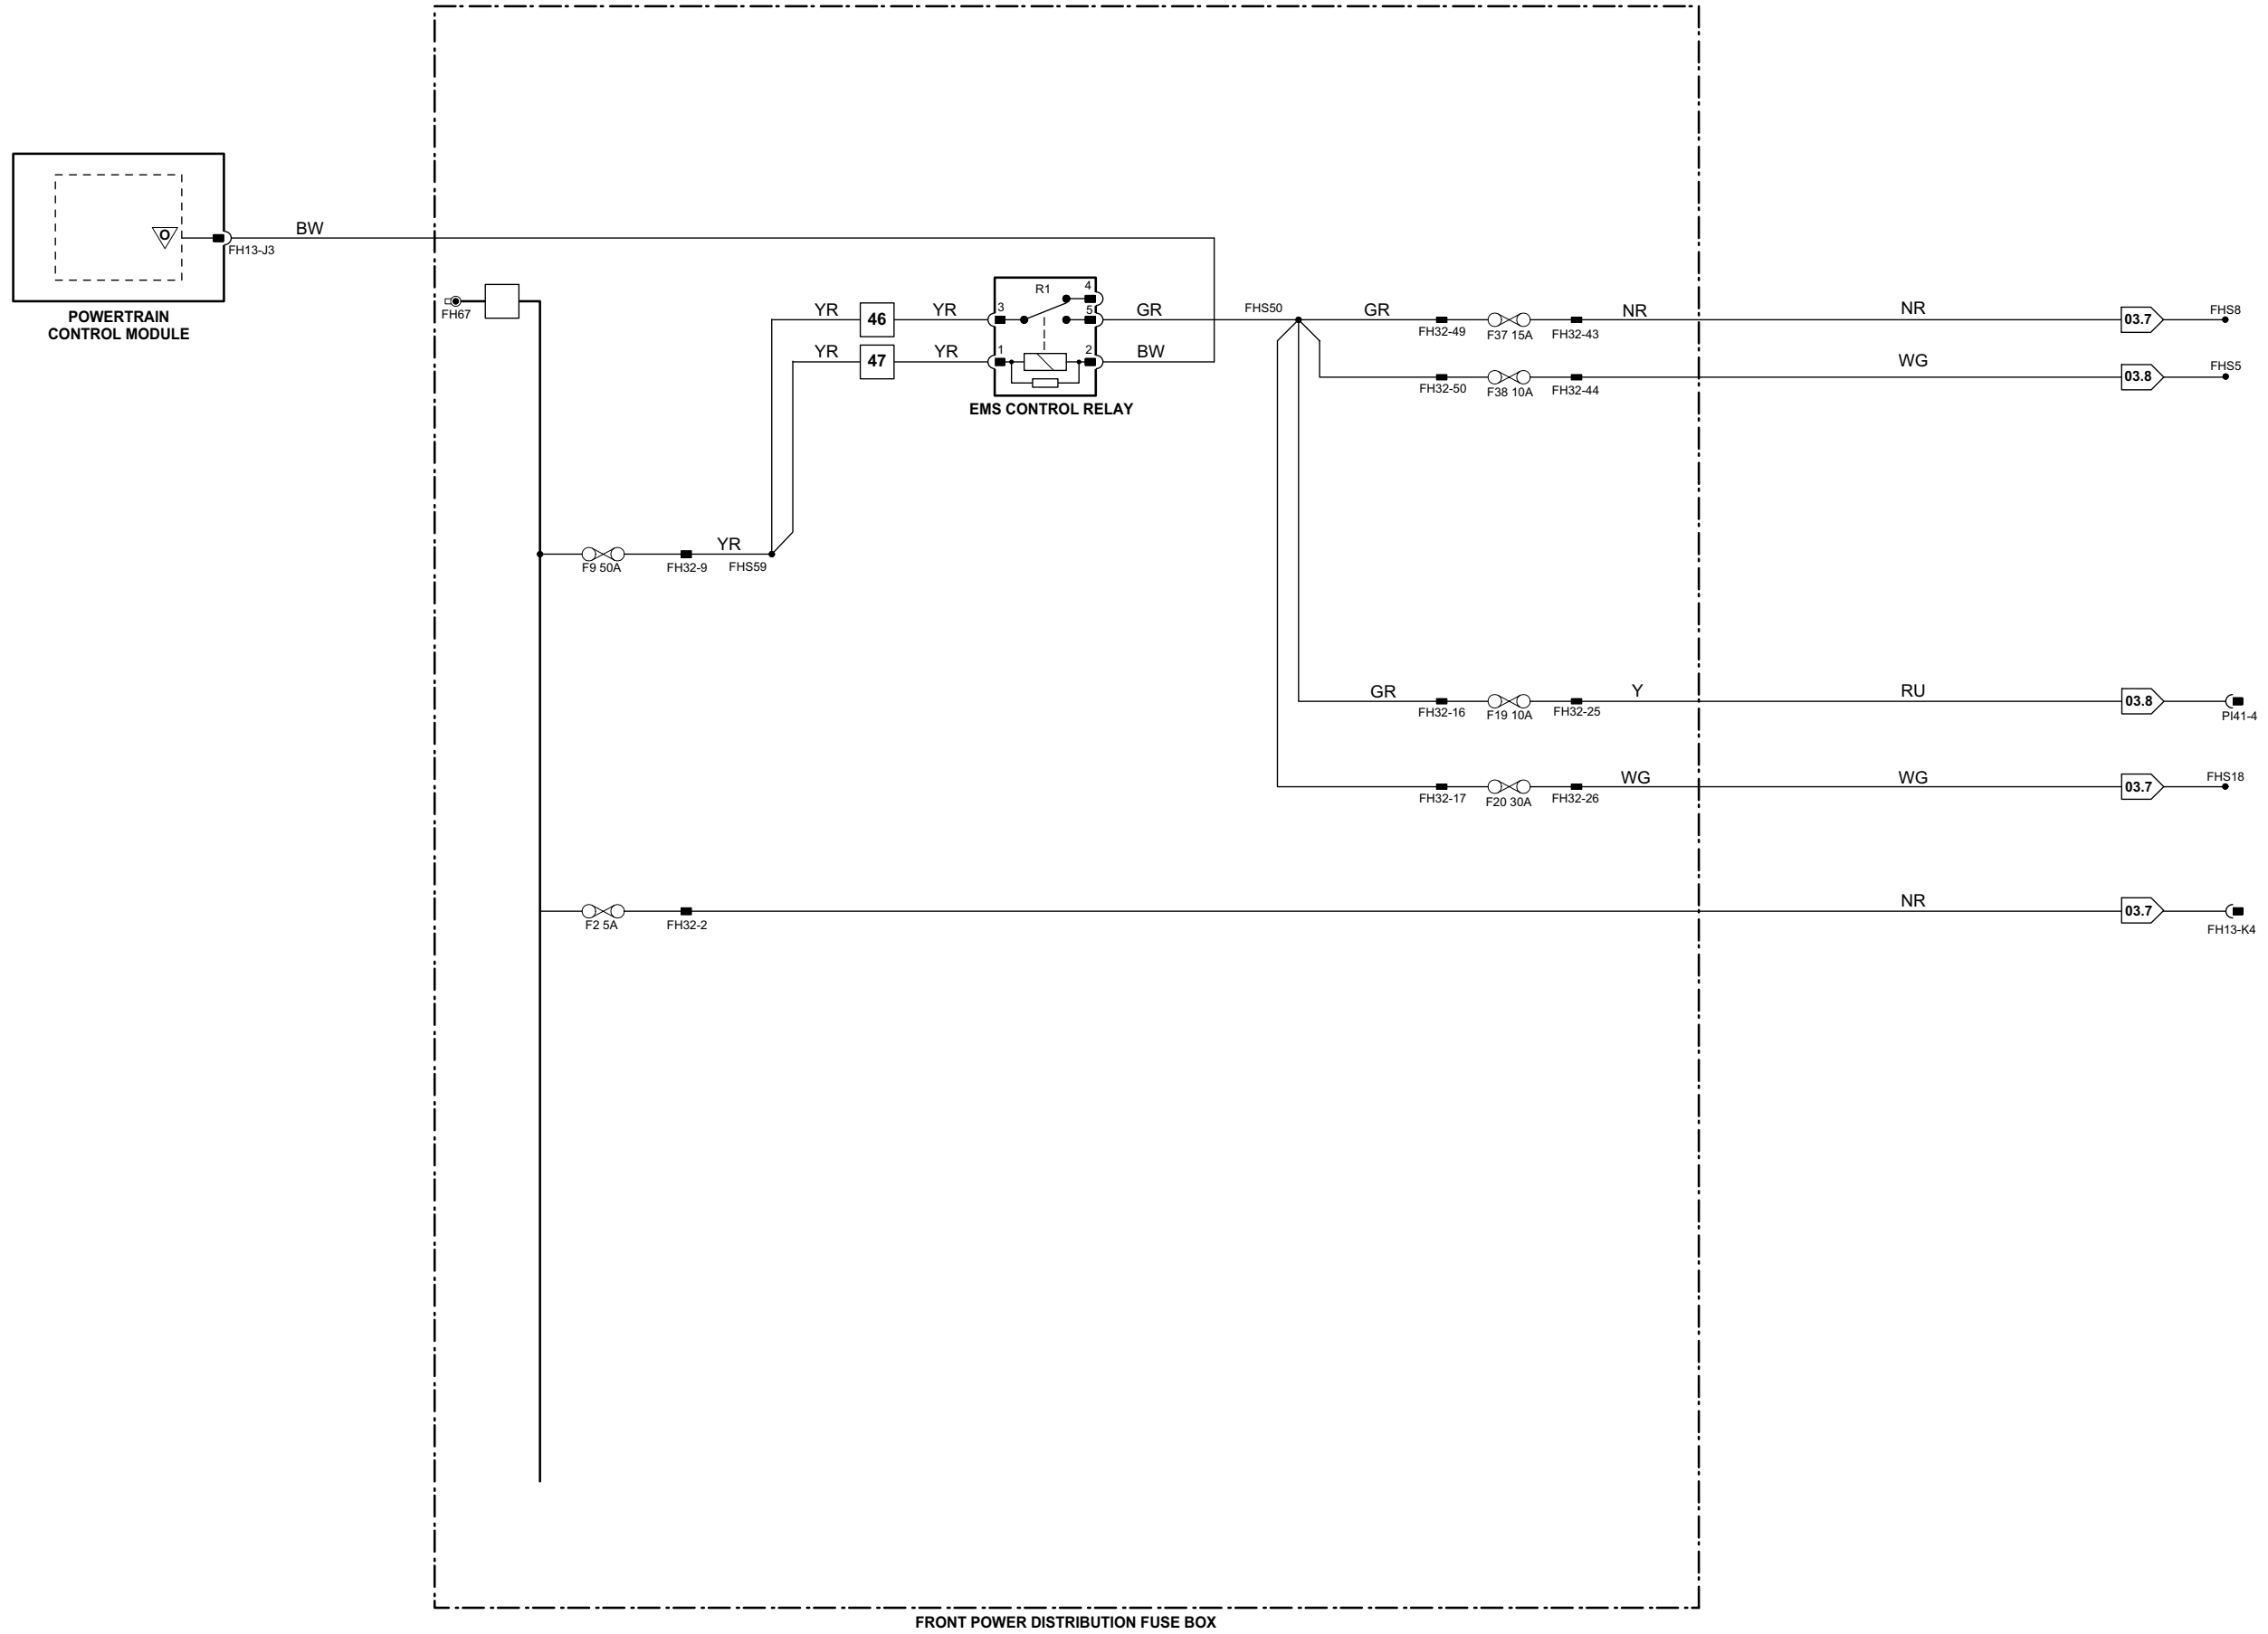 O
BW
FH13-J3
POWERTRAIN
CONTROL MODULE
FH67
YR
46
YR
YR
47
YR
R1
3
4
5
1
2
EMS CONTROL RELAY
GR
BW
FHS50
GR
FH32-49
F37 15A
FH32-43
NR
NR
03.7
FHS8
FH32-50
F38 10A
FH32-44
WG
03.8
FHS5
F9 50A
FH32-9
YR
FHS59
GR
FH32-16
F19 10A
FH32-25
Y
RU
03.8
PI41-4
FH32-17
F20 30A
FH32-26
WG
WG
03.7
FHS18
F2 5A
FH32-2
NR
03.7
FH13-K4
FRONT POWER DISTRIBUTION FUSE BOX